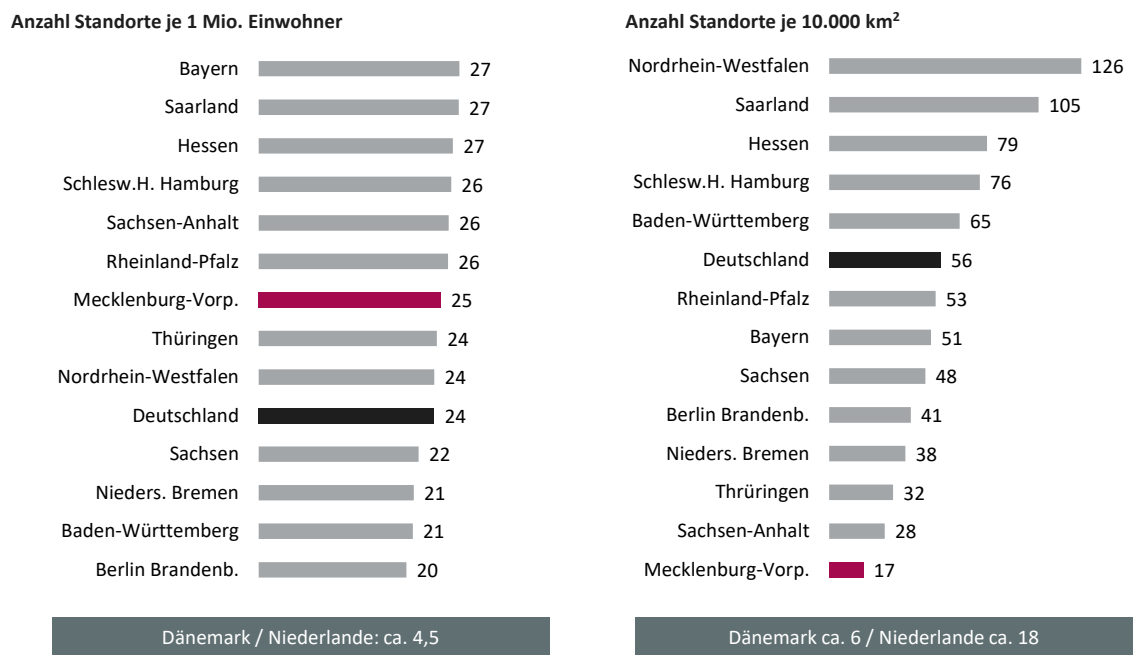 Anzahl Standorte je 1 Mio. Einwohner
Bayern 27
Saarland 27
Hessen 27
Schlesw.H. Hamburg 26
Sachsen-Anhalt 26
Rheinland-Pfalz 26
Mecklenburg-Vorp. 25
Thüringen 24
Nordrhein-Westfalen 24
Deutschland 24
Sachsen 22
Nieders. Bremen 21
Baden-Württemberg 21
Berlin Brandenb. 20
Dänemark / Niederlande: ca. 4,5
Anzahl Standorte je 10.000 km²
Nordrhein-Westfalen 126
Saarland 105
Hessen 79
Schlesw.H. Hamburg 76
Baden-Württemberg 65
Deutschland 56
Rheinland-Pfalz 53
Bayern 51
Sachsen 48
Berlin Brandenb. 41
Nieders. Bremen 38
Thrüringen 32
Sachsen-Anhalt 28
Mecklenburg-Vorp. 17
Dänemark ca. 6 / Niederlande ca. 18